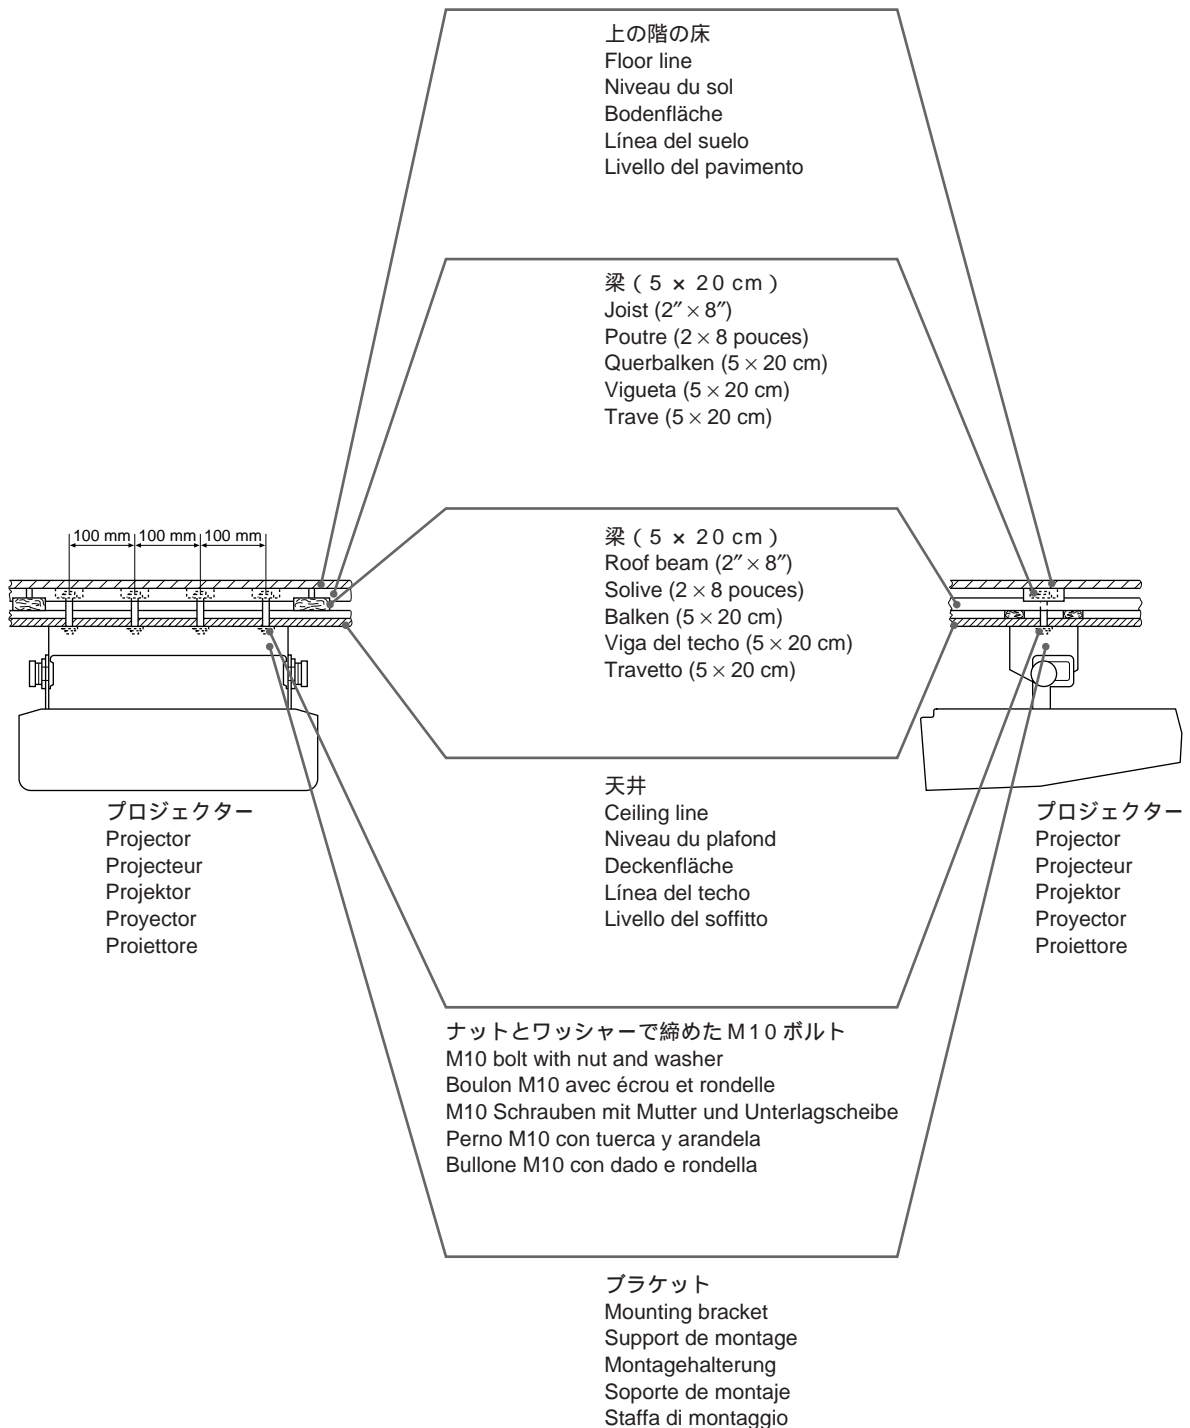 上の階の床
Floor line
Niveau du sol
Bodenfläche
Línea del suelo
Livello del pavimento
梁（5 × 20 cm）
Joist (2″ × 8″)
Poutre (2 × 8 pouces)
Querbalken (5 × 20 cm)
Vigueta (5 × 20 cm)
Trave (5 × 20 cm)
100 mm 100 mm 100 mm
梁（5 × 20 cm）
Roof beam (2″ × 8″)
Solive (2 × 8 pouces)
Balken (5 × 20 cm)
Viga del techo (5 × 20 cm)
Travetto (5 × 20 cm)
天井
Ceiling line
Niveau du plafond
Deckenfläche
Línea del techo
Livello del soffitto
プロジェクター
Projector
Projecteur
Projektor
Proyector
Proiettore
プロジェクター
Projector
Projecteur
Projektor
Proyector
Proiettore
ナットとワッシャーで締めた M10 ボルト
M10 bolt with nut and washer
Boulon M10 avec écrou et rondelle
M10 Schrauben mit Mutter und Unterlagscheibe
Perno M10 con tuerca y arandela
Bullone M10 con dado e rondella
ブラケット
Mounting bracket
Support de montage
Montagehalterung
Soporte de montaje
Staffa di montaggio